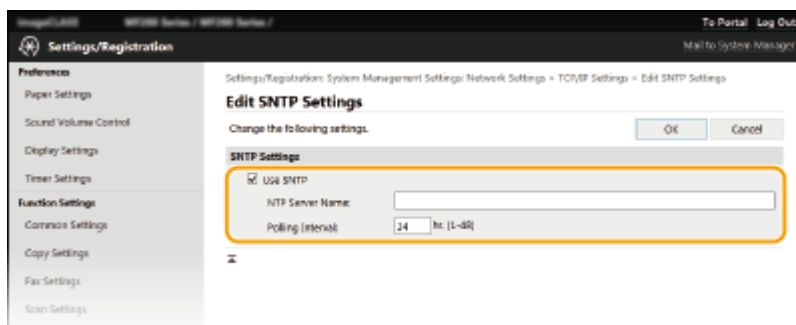 To Portal Log Out
Settings/Registration
Mail to System Manager
Preferences
Paper Settings
Sound Volume Control
Display Settings
Timer Settings
Function Settings
Common Settings
Copy Settings
Fax Settings
Scan Settings
Settings/Registration: System Management Settings: Network Settings > TCP/IP Settings > Edit SNTP Settings
Edit SNTP Settings
Change the following settings.
OK
Cancel
SNTP Settings
Use SNTP
NTP Server Name:
Polling Interval:
24 hr. (1-48)